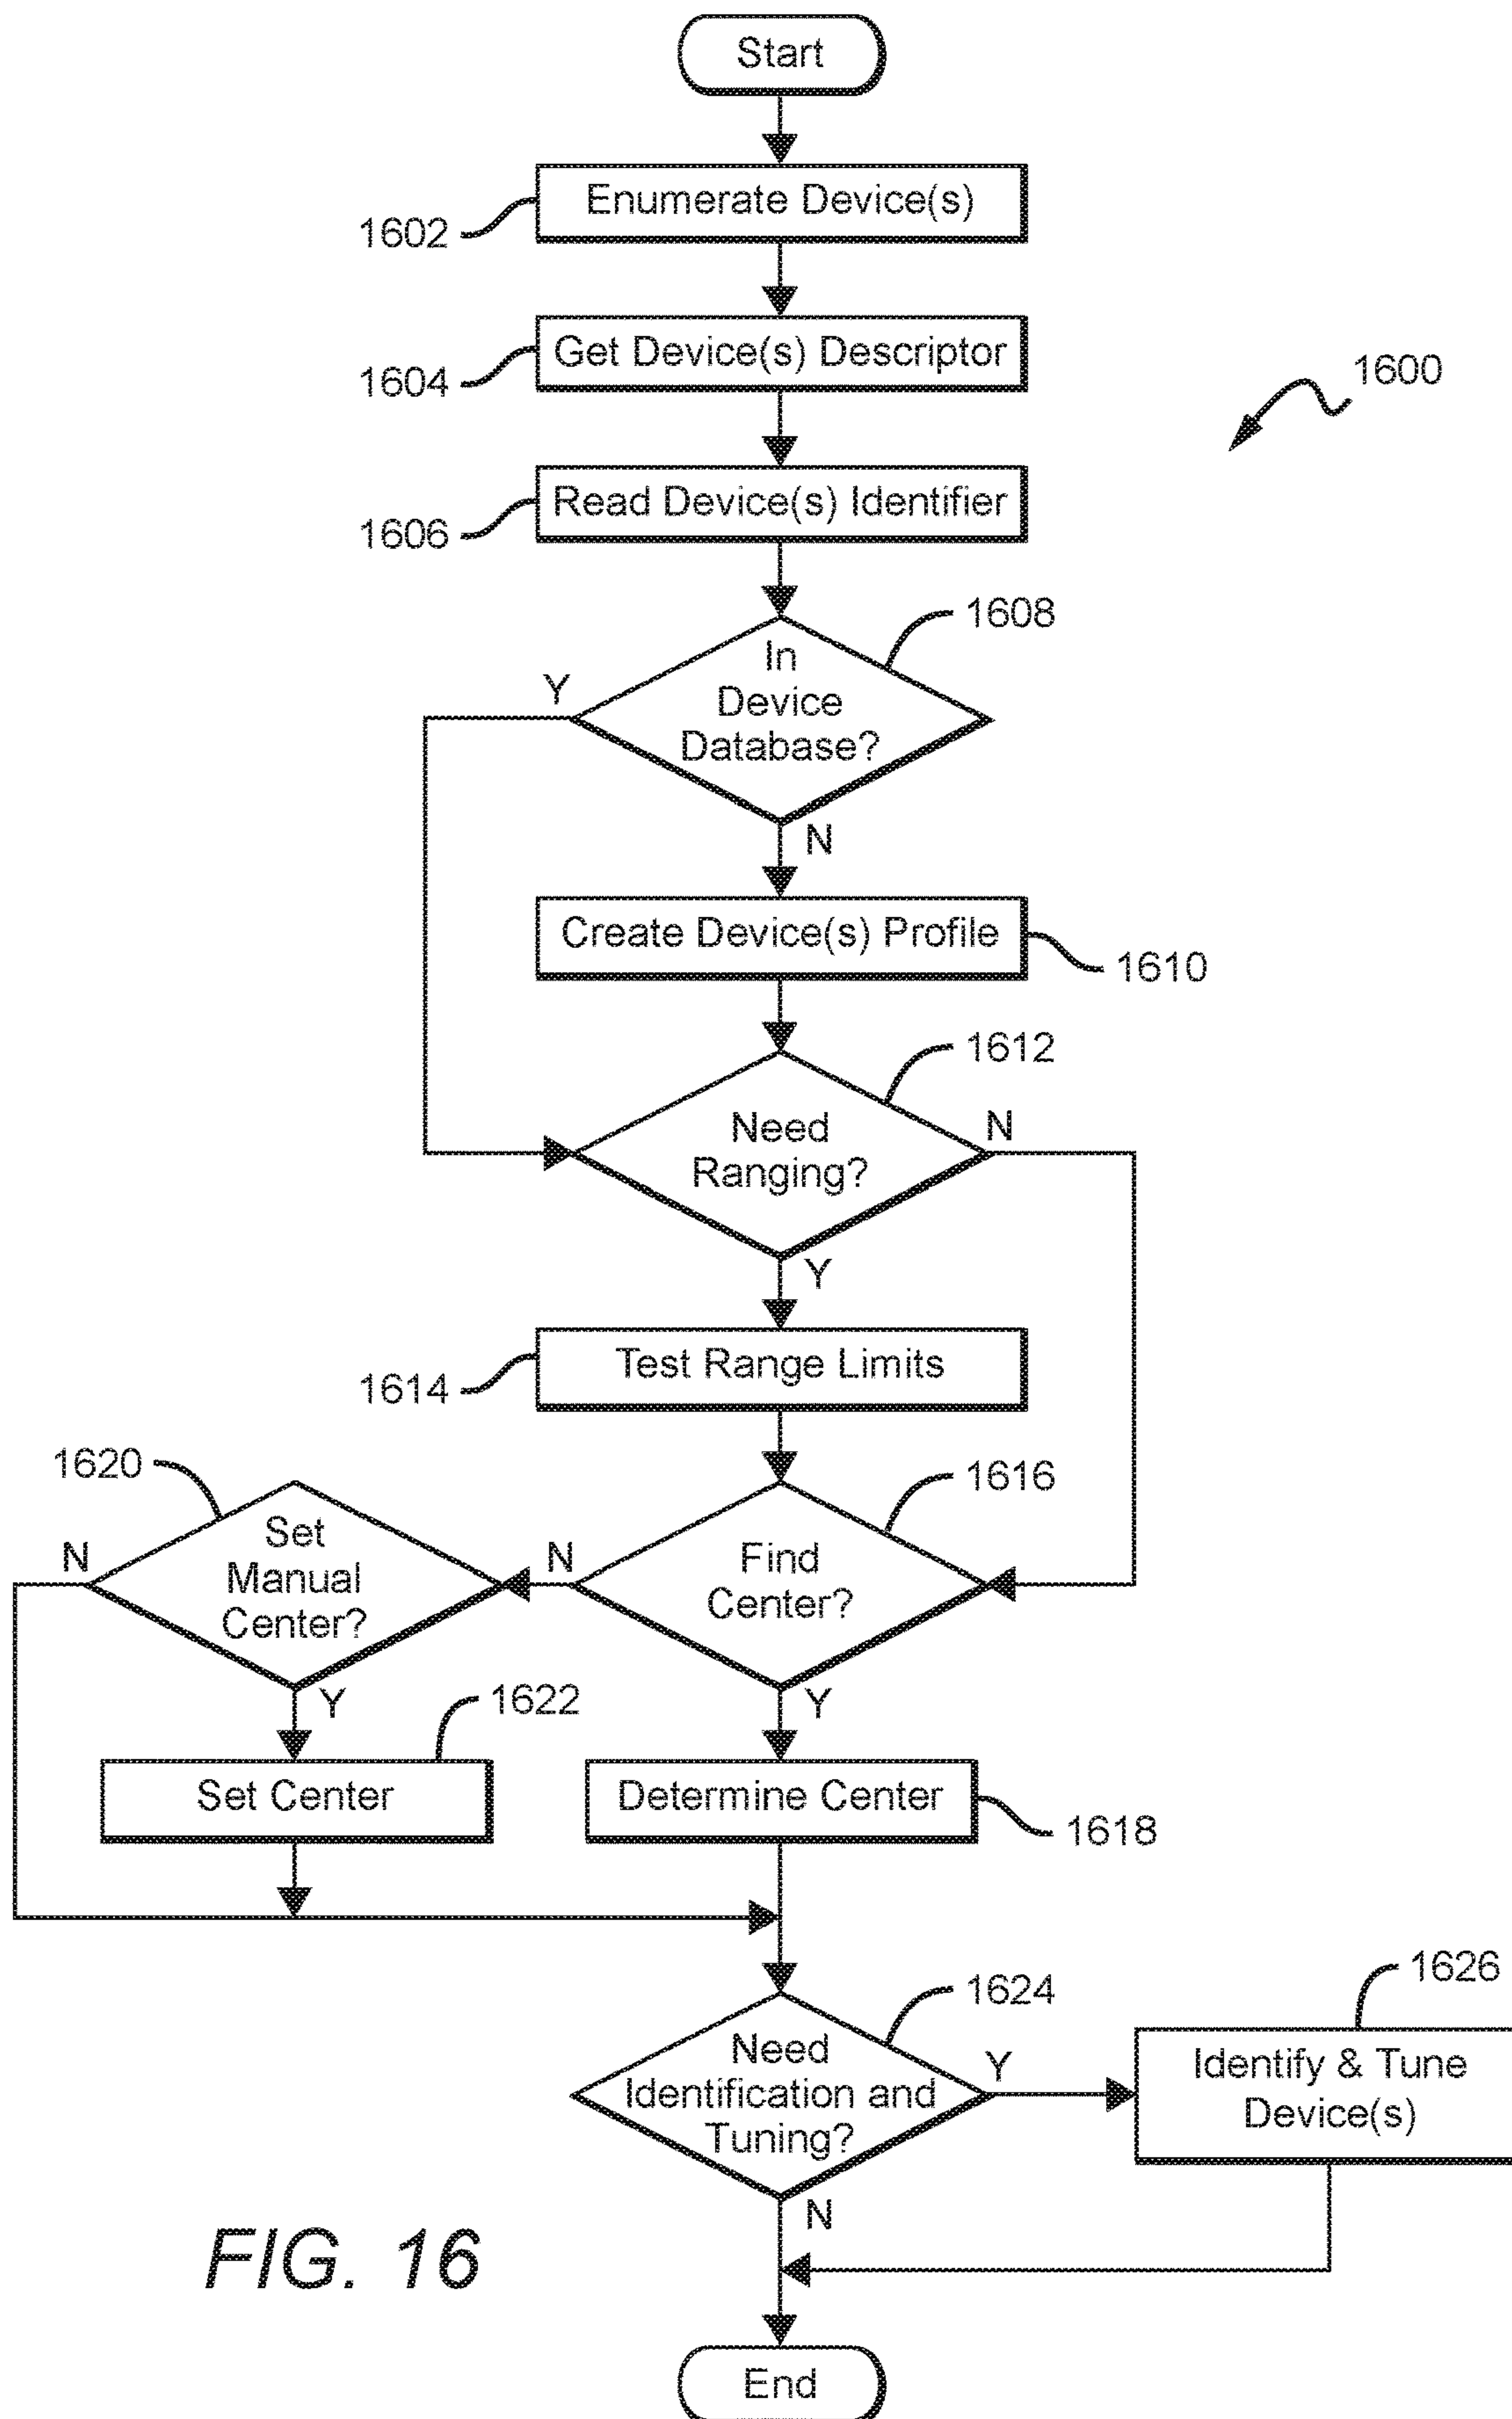 Start
Enumerate Device(s)
1602
Get Device(s) Descriptor
1604
1600
Read Device(s) Identifier
1606
1608
In
Device
Database?
Y
N
Create Device(s) Profile
1610
1612
Need
Ranging?
N
Y
Test Range Limits
1614
1620
1616
Set
Manual
Center?
N
Find
Center?
N
Y
Y
1622
Set Center
Determine Center
1618
1624
1626
Need
Identification and
Tuning?
Y
Identify & Tune
Device(s)
N
FIG. 16
End